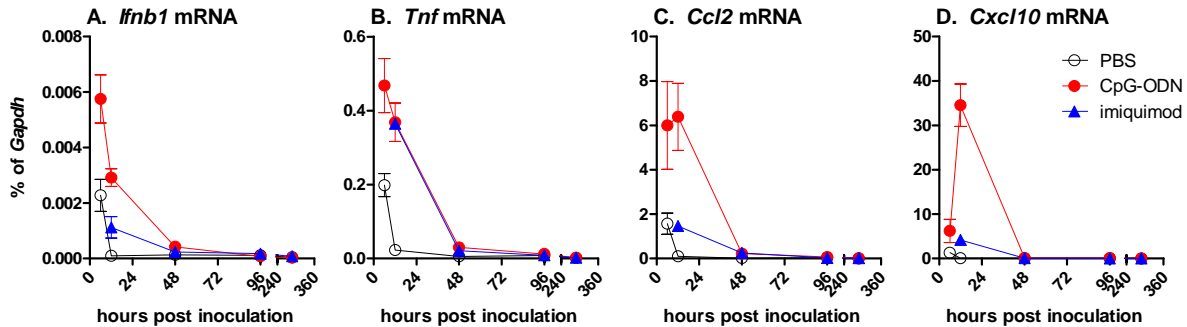 A. Ifnb1 mRNA
B. Tnf mRNA
C. Ccl2 mRNA
D. Cxcl10 mRNA
% of Gapdh
0.008
0.006
0.004
0.002
0.000
0.6
0.4
0.2
0.0
10
8
6
4
2
0
50
40
30
20
10
0
PBS
CpG-ODN
imiquimod
0 24 48 72 96 240 360
0 24 48 72 96 240 360
0 24 48 72 96 240 360
0 24 48 72 96 240 360
hours post inoculation
hours post inoculation
hours post inoculation
hours post inoculation